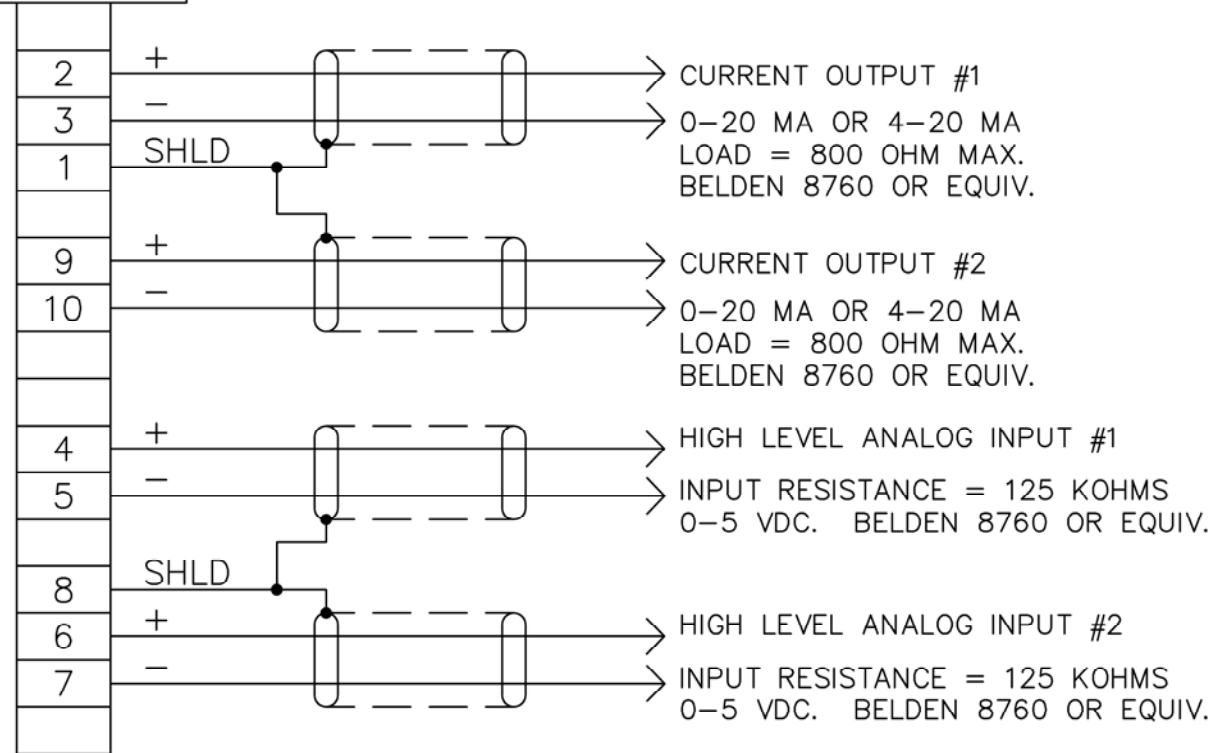 2 + CURRENT OUTPUT #1
3 − 0−20 MA OR 4−20 MA
LOAD = 800 OHM MAX.
1 SHLD
BELDEN 8760 OR EQUIV.
9 + CURRENT OUTPUT #2
10 − 0−20 MA OR 4−20 MA
LOAD = 800 OHM MAX.
BELDEN 8760 OR EQUIV.
4 + HIGH LEVEL ANALOG INPUT #1
5 − INPUT RESISTANCE = 125 KOHMS
0−5 VDC. BELDEN 8760 OR EQUIV.
8 SHLD
6 + HIGH LEVEL ANALOG INPUT #2
7 − INPUT RESISTANCE = 125 KOHMS
0−5 VDC. BELDEN 8760 OR EQUIV.